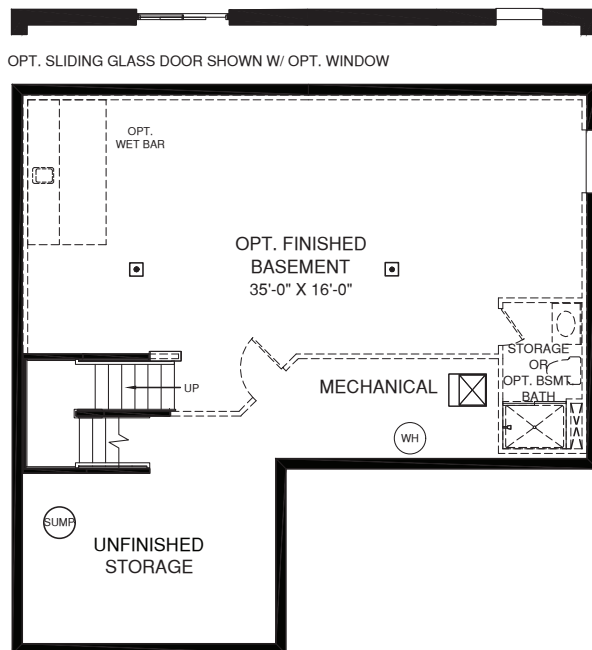 OPT. SLIDING GLASS DOOR SHOWN W/ OPT. WINDOW
OPT.
WET BAR
OPT. FINISHED
BASEMENT
35'-0" X 16'-0"
STORAGE
OR
OPT. BSMT.
BATH
UP
MECHANICAL
WH
SUMP
UNFINISHED
STORAGE